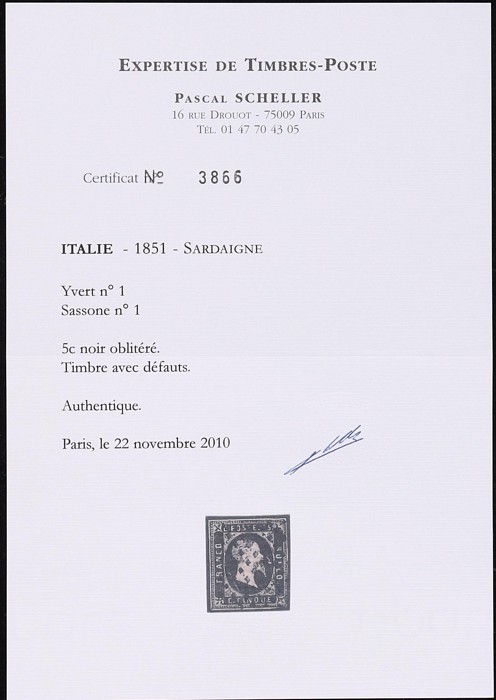 EXPERTISE DE TIMBRES-POSTE
PASCAL SCHELLER
16 RUE DROUOT - 75009 PARIS
TÉL. 01 47 70 43 05
Certificat Nº 3866
ITALIE - 1851 - SARDAIGNE
Yvert n° 1
Sassone n° 1
5c noir oblitéré.
Timbre avec défauts.
Authentique.
Paris, le 22 novembre 2010
C. POSTE
FRANCO
C. CINQUE